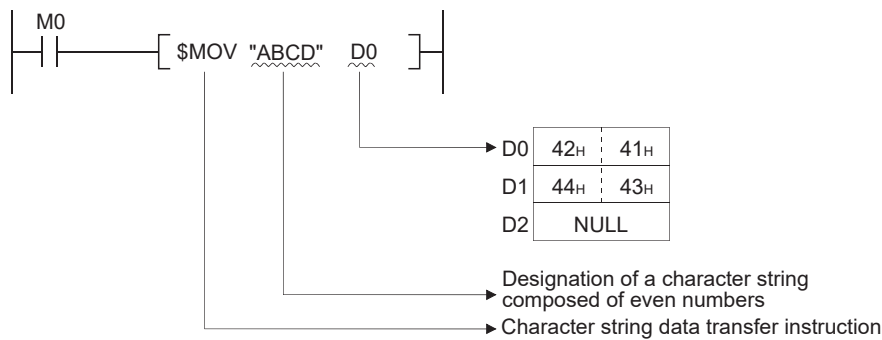 M0
$MOV "ABCD" D0
D0 42H 41H
D1 44H 43H
D2 NULL
Designation of a character string
composed of even numbers
Character string data transfer instruction